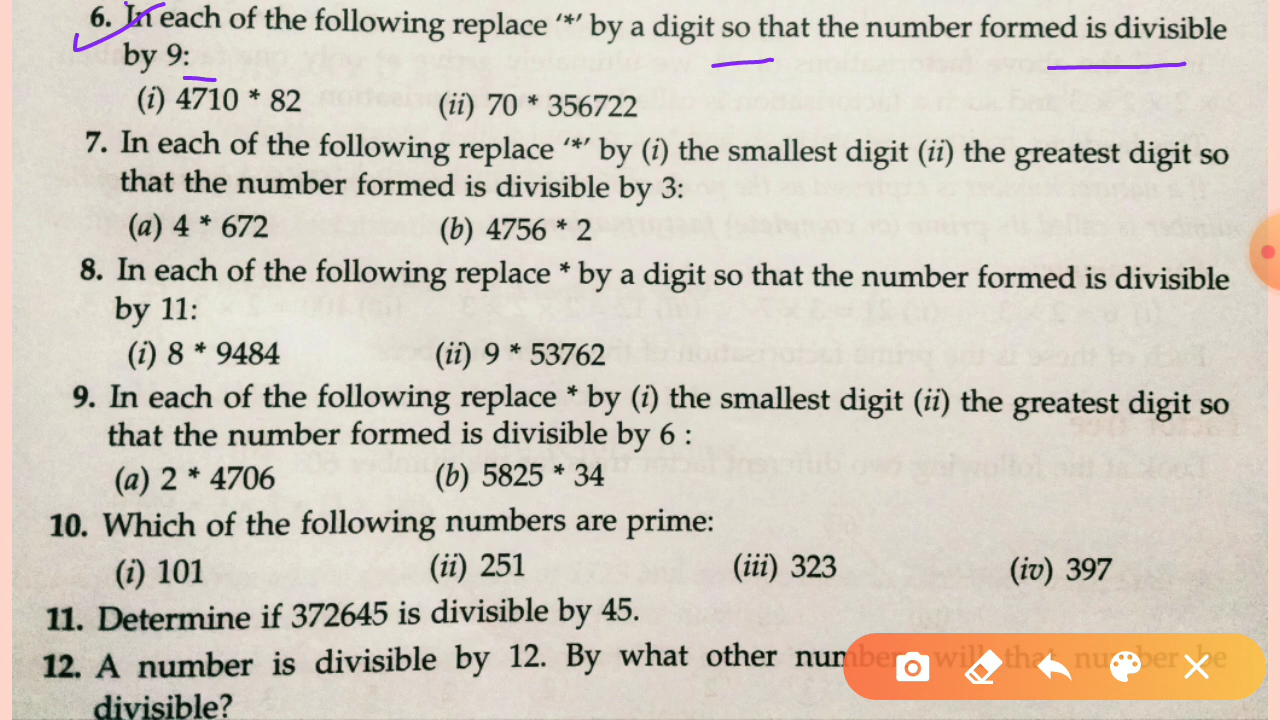 6. In each of the following replace '*' by a digit so that the number formed is divisible
by 9:
(i) 4710 * 82 (ii) 70 * 356722
7. In each of the following replace '*' by (i) the smallest digit (ii) the greatest digit so
that the number formed is divisible by 3:
(a) 4 * 672 (b) 4756 * 2
8. In each of the following replace * by a digit so that the number formed is divisible
by 11:
(i) 8 * 9484 (ii) 9 * 53762
9. In each of the following replace * by (i) the smallest digit (ii) the greatest digit so
that the number formed is divisible by 6 :
(a) 2 * 4706 (b) 5825 * 34
10. Which of the following numbers are prime:
(i) 101 (ii) 251 (iii) 323 (iv) 397
11. Determine if 372645 is divisible by 45.
12. A number is divisible by 12. By what other number will that number be
divisible?